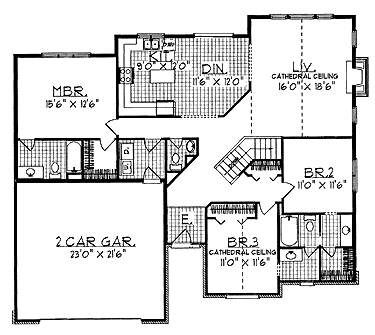 KIT.
9'0" X 12'0"
DIN.
11'6" X 12'0"
LIV.
CATHEDRAL CEILING
16'0" X 18'6"
MBR.
15'6" X 12'6"
BR.2
11'0" X 11'6"
E.
2 CAR GAR.
23'0" X 21'6"
BR.3
CATHEDRAL CEILING
11'0" X 11'6"